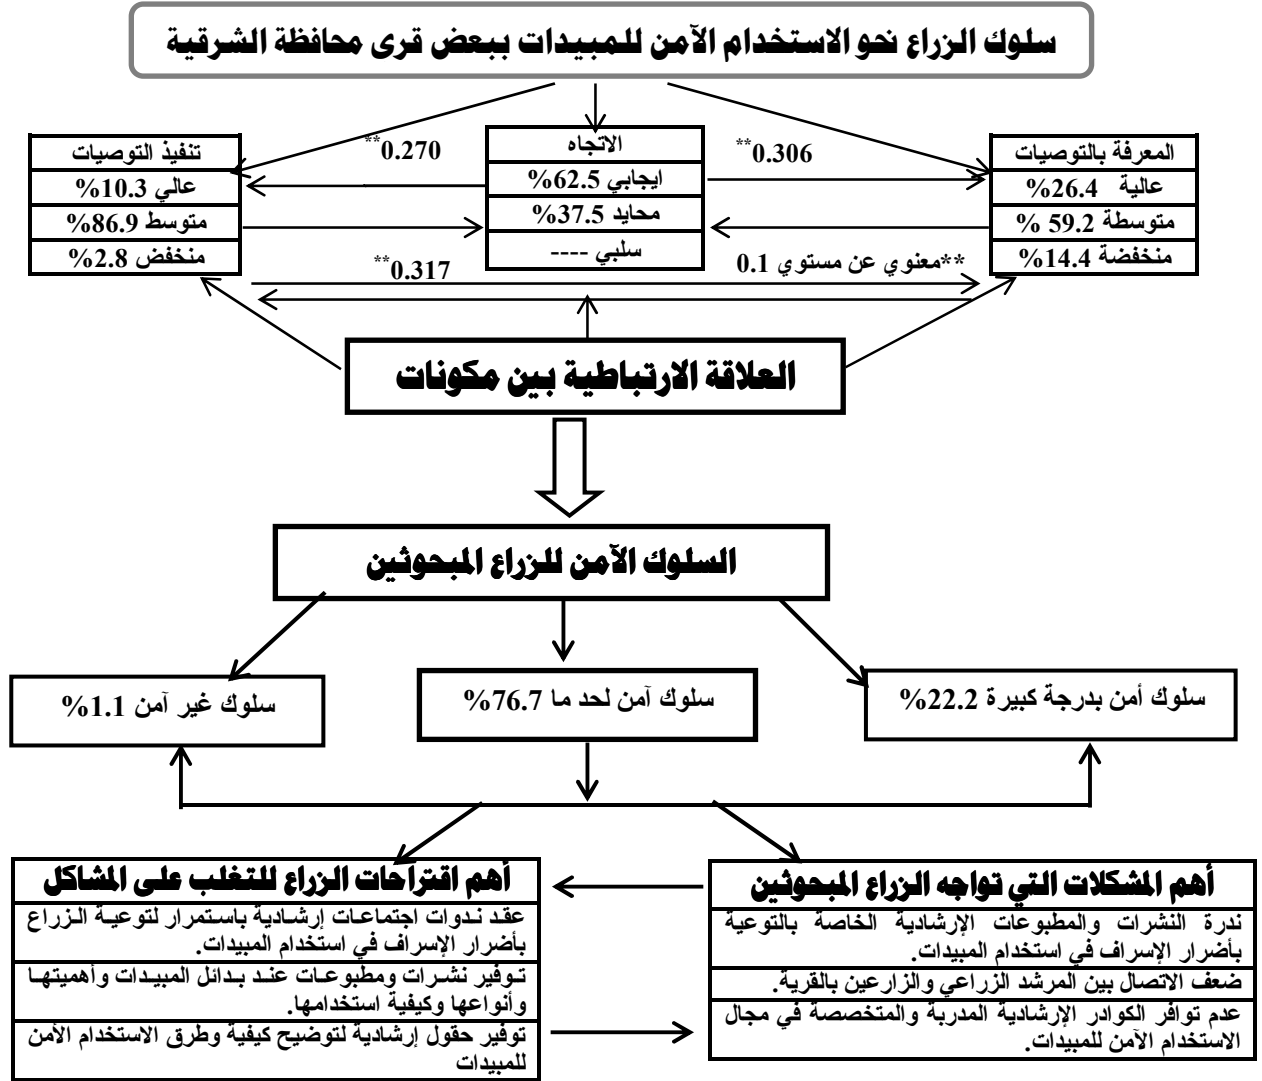 سلوك الزراع نحو الاستخدام الآمن للمبيدات ببعض قرى محافظة الشرقية
المعرفة بالتوصيات
عالية 26.4%
متوسطة 59.2 %
منخفضة 14.4%
0.306**
الاتجاه
ايجابي 62.5%
محايد 37.5%
سلبي ----
0.270**
تنفيذ التوصيات
عالي 10.3%
متوسط 86.9%
منخفض 2.8%
**معنوي عن مستوي 0.1
0.317**
العلاقة الارتباطية بين مكونات
السلوك الآمن للزراع المبحوثين
سلوك أمن بدرجة كبيرة 22.2%
سلوك آمن لحد ما 76.7%
سلوك غير آمن 1.1%
أهم المشكلات التي تواجه الزراع المبحوثين
ندرة النشرات والمطبوعات الإرشادية الخاصة بالتوعية
بأضرار الإسراف في استخدام المبيدات.
ضعف الاتصال بين المرشد الزراعي والزارعين بالقرية.
عدم توافر الكوادر الإرشادية المدربة والمتخصصة في مجال
الاستخدام الآمن للمبيدات.
أهم اقتراحات الزراع للتغلب على المشاكل
عقد ندوات اجتماعات إرشادية باستمرار لتوعية الزراع
بأضرار الإسراف في استخدام المبيدات.
توفير نشرات ومطبوعات عند بدائل المبيدات وأهميتها
وأنواعها وكيفية استخدامها.
توفير حقول إرشادية لتوضيح كيفية وطرق الاستخدام الأمن
للمبيدات